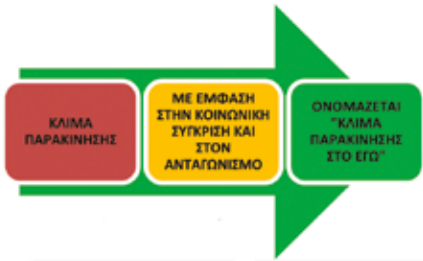 ΚΛΙΜΑ
ΠΑΡΑΚΙΝΗΣΗΣ
ΜΕ ΕΜΦΑΣΗ
ΣΤΗΝ ΚΟΙΝΩΝΙΚΗ
ΣΥΓΚΡΙΣΗ ΚΑΙ
ΣΤΟΝ
ΑΝΤΑΓΩΝΙΣΜΟ
ΟΝΟΜΑΖΕΤΑΙ
"ΚΛΙΜΑ
ΠΑΡΑΚΙΝΗΣΗΣ
ΣΤΟ ΕΓΩ"